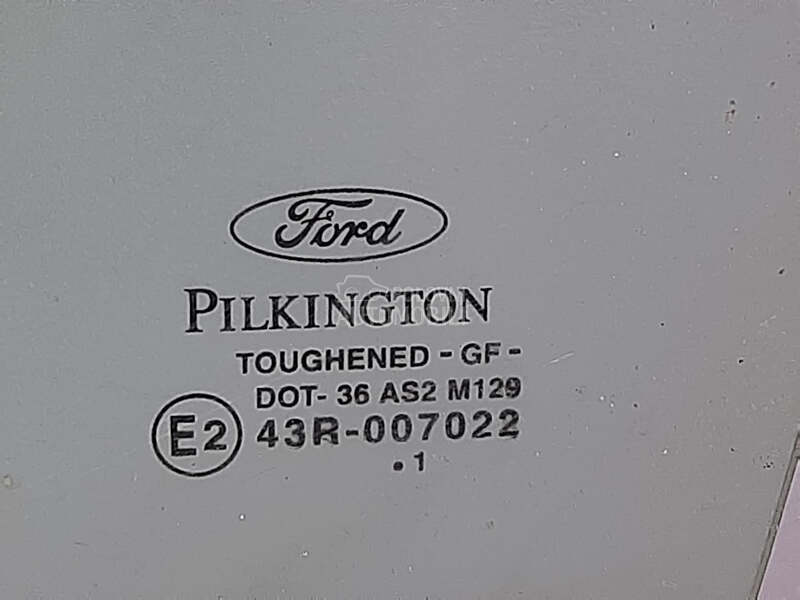 Ford
PILKINGTON
TOUGHENED - GF -
DOT- 36 AS2 M129
E2 43R-007022
.1